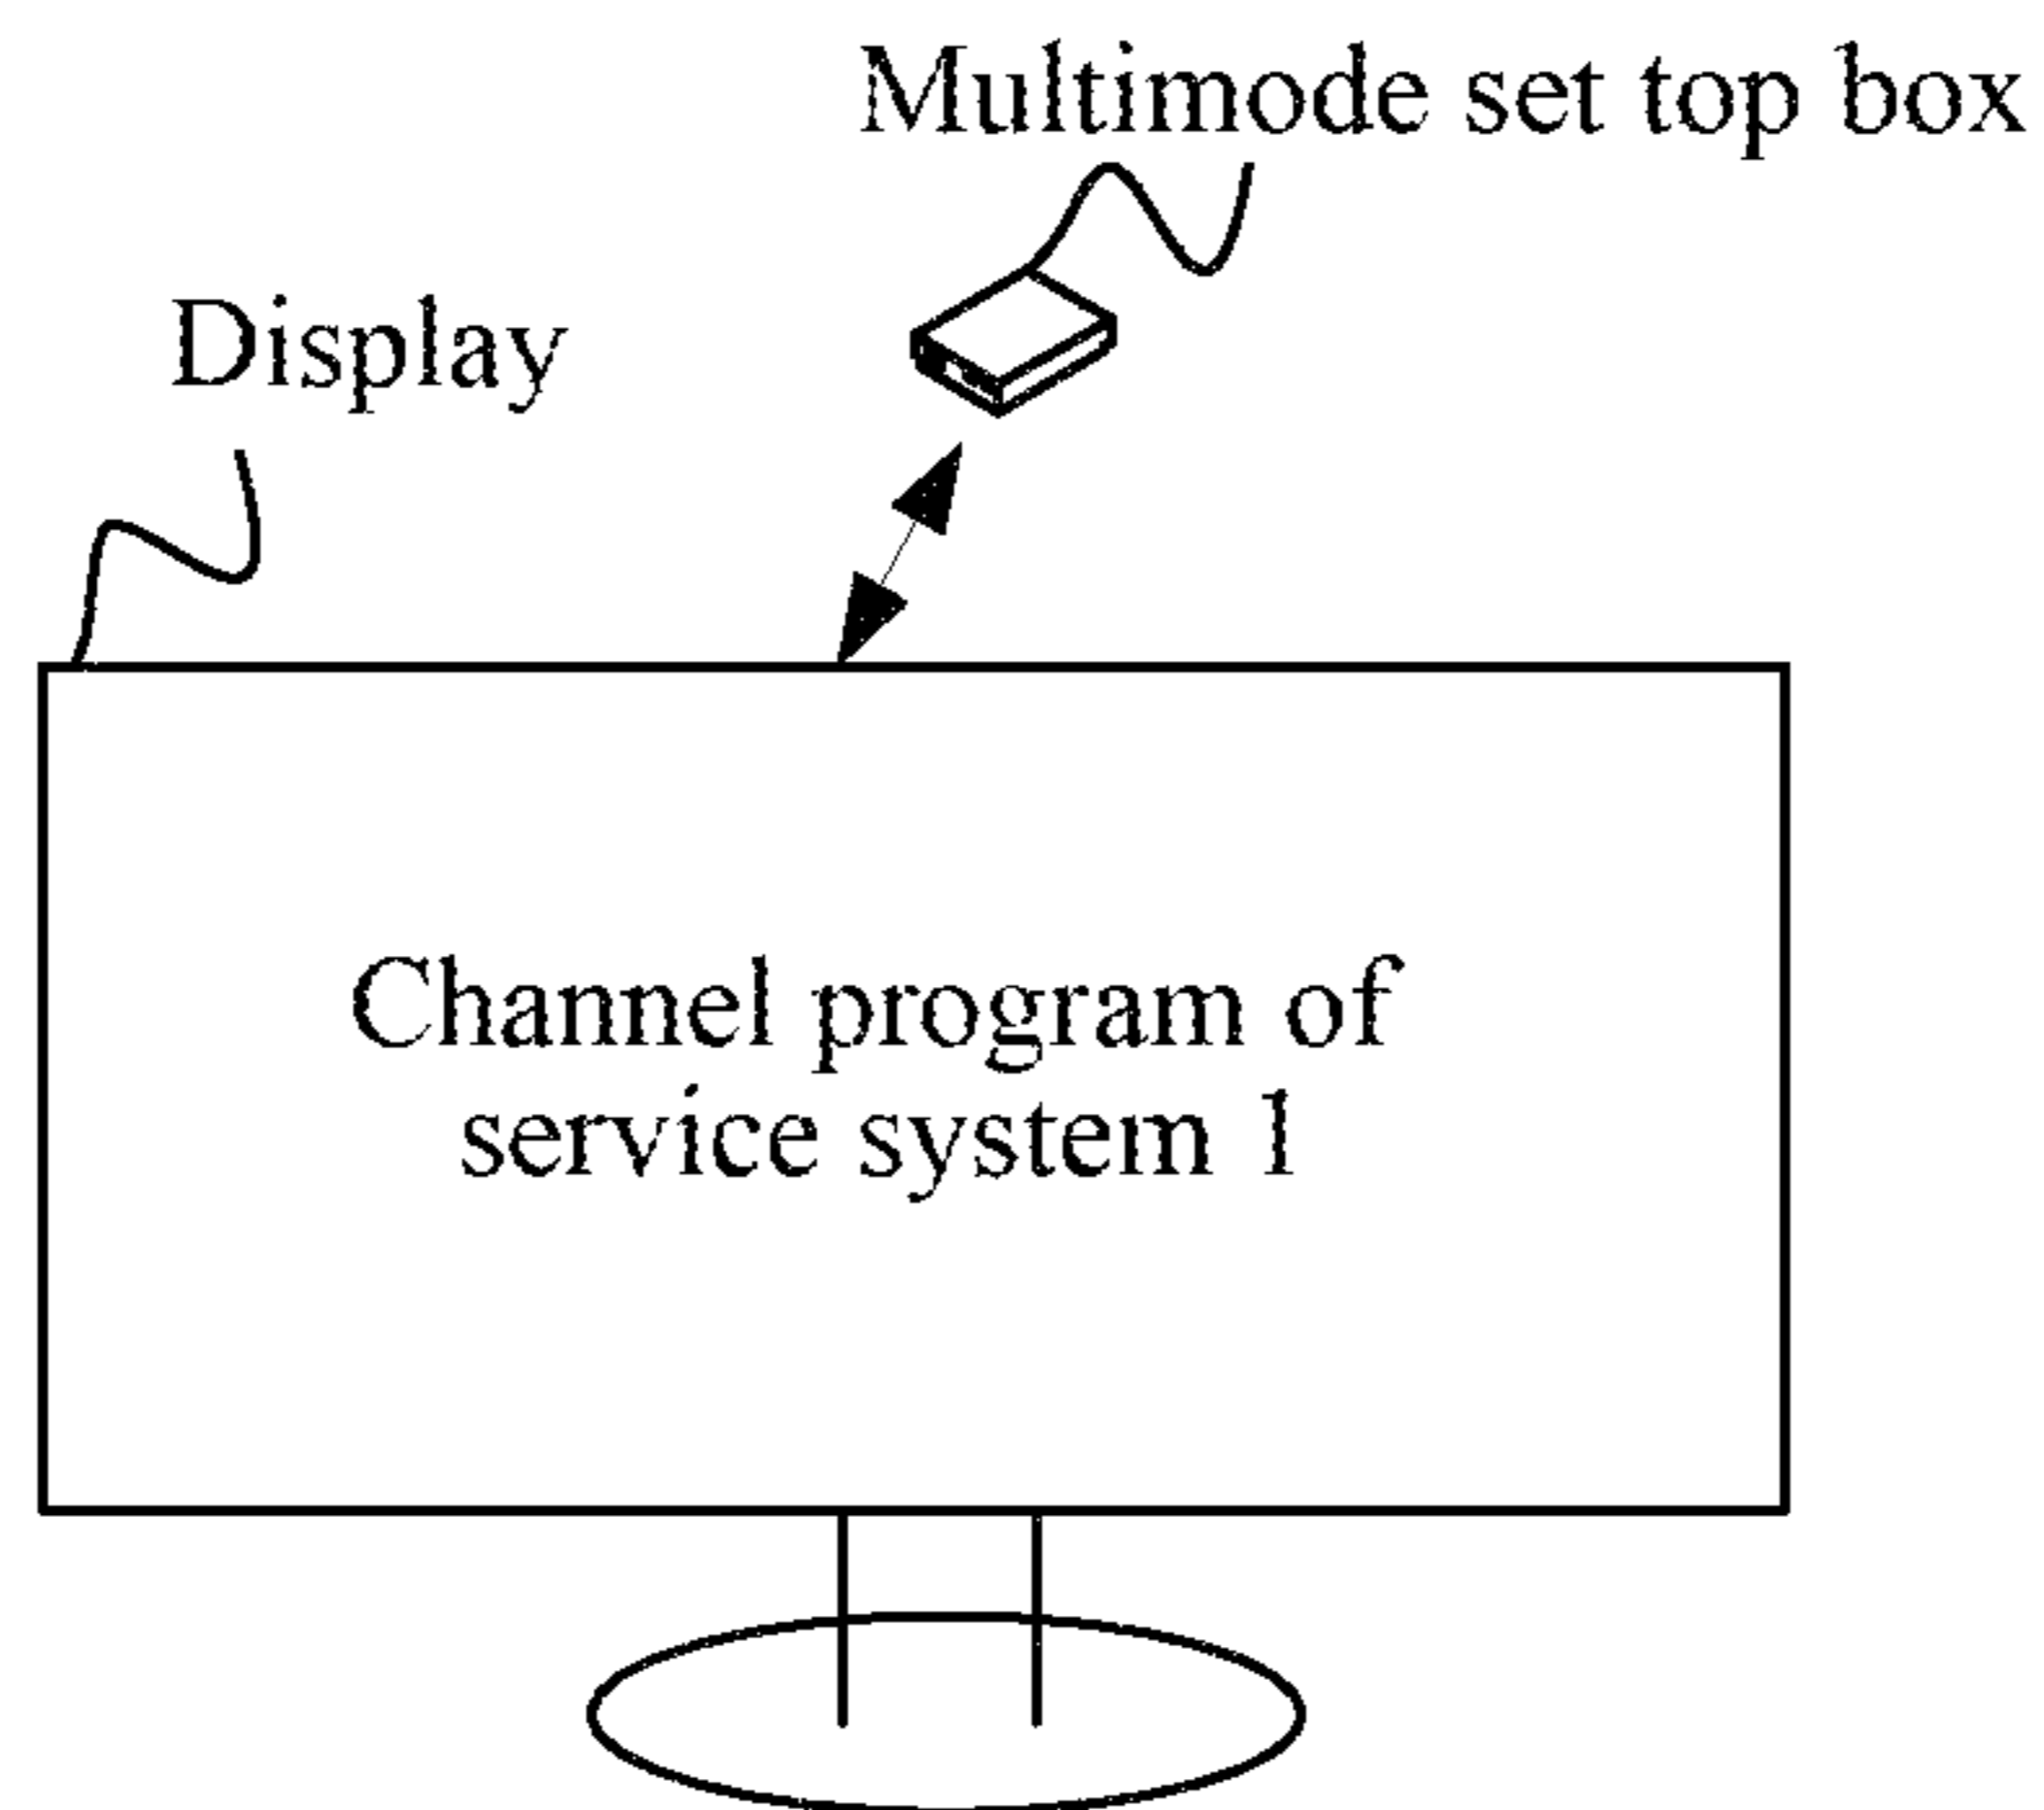 Multimode set top box
Display
Channel program of
service system 1